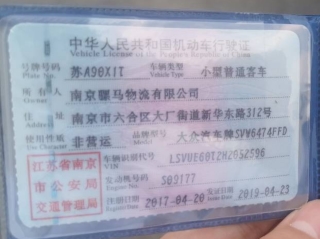 中华人民共和国机动车行驶证
Vehicle License of the People's Republic of China
号牌号码 苏A90X1T 车辆类型 小型普通客车
Plate No. Vehicle Type
所有人 南京骡马物流有限公司
Owner
住址 南京市六合区大厂街道新华东路312号
Address
使用性质 非营运 品牌型号 大众汽车牌SVW6474FFD
Use Character Model
江苏省南京市公安局交通管理局
车辆识别代号 LSVUE60T2H2052596
VIN
发动机号码 S09177
Engine No.
注册日期 2017-04-20 发证日期 2019-04-23
Register Date Issue Date